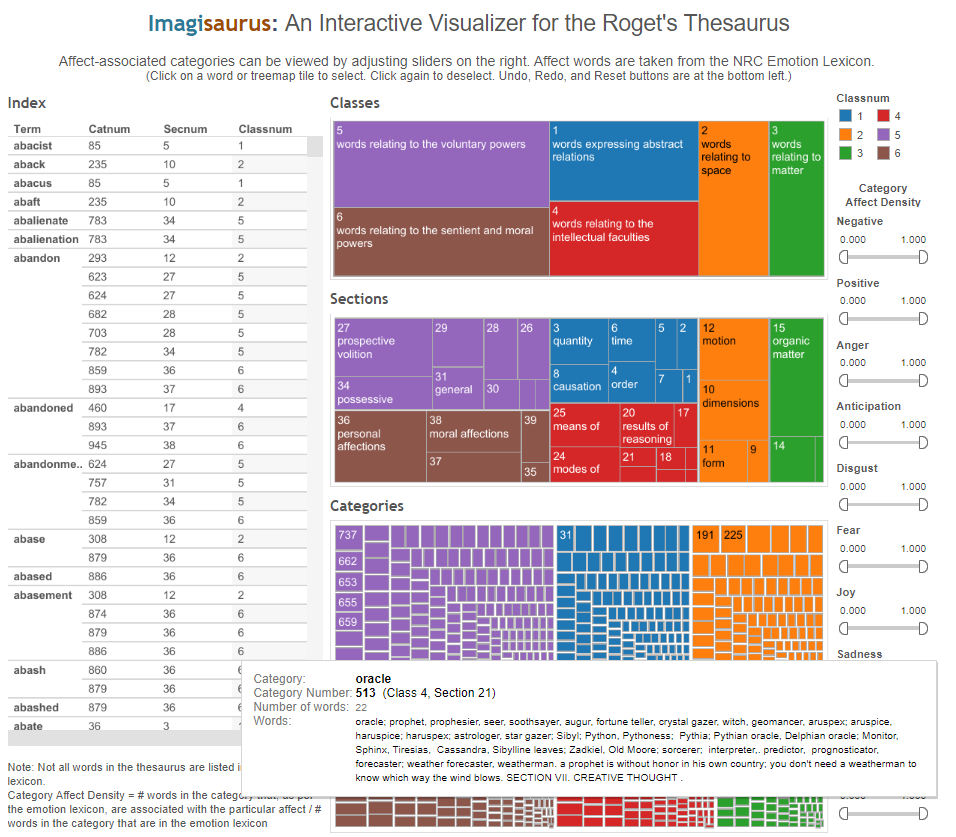 Imagisaurus: An Interactive Visualizer for the Roget's Thesaurus
Affect-associated categories can be viewed by adjusting sliders on the right. Affect words are taken from the NRC Emotion Lexicon.
(Click on a word or treemap tile to select. Click again to deselect. Undo, Redo, and Reset buttons are at the bottom left.)
Index
Term Catnum Secnum Classnum
abacist 85 5 1
aback 235 10 2
abacus 85 5 1
abaft 235 10 2
abalienate 783 34 5
abalienation 783 34 5
abandon 293 12 2
623 27 5
624 27 5
682 28 5
703 28 5
782 34 5
859 36 6
893 37 6
abandoned 460 17 4
893 37 6
945 38 6
abandonme.. 624 27 5
757 31 5
782 34 5
859 36 6
abase 308 12 2
879 36 6
abased 886 36 6
abasement 308 12 2
874 36 6
879 36 6
886 36 6
abash 860 36 6
879 36 6
abashed 879 36 6
abate 36 3
Note: Not all words in the thesaurus are listed i
lexicon.
Category Affect Density = # words in the category that, as per
the emotion lexicon, are associated with the particular affect / #
words in the category that are in the emotion lexicon
Classes
5
words relating to the voluntary powers
6
words relating to the sentient and moral
powers
1
words expressing abstract
relations
4
words relating to the
intellectual faculties
2
words
relating to
space
3
words
relating to
matter
Sections
27
prospective
volition
29
28
26
34
possessive
31
general
30
36
personal
affections
38
moral affections
39
37
35
3
quantity
6
time
5
2
8
causation
4
order
7
1
25
means of
20
results of
reasoning
17
24
modes of
21
18
12
motion
10
dimensions
11
form
9
15
organic
matter
14
Categories
737
662
653
655
659
31
191
225
Category: oracle
Category Number: 513 (Class 4, Section 21)
Number of words: 22
Words: oracle; prophet, prophesier, seer, soothsayer, augur, fortune teller, crystal gazer, witch, geomancer, aruspex; aruspice,
haruspice; haruspex; astrologer, star gazer; Sibyl; Python, Pythoness; Pythia; Pythian oracle, Delphian oracle; Monitor,
Sphinx, Tiresias, Cassandra, Sibylline leaves; Zadkiel, Old Moore; sorcerer; interpreter,. predictor, prognosticator,
forecaster; weather forecaster, weatherman. a prophet is without honor in his own country; you don't need a weatherman to
know which way the wind blows. SECTION VII. CREATIVE THOUGHT .
Classnum
1 4
2 5
3 6
Category
Affect Density
Negative
0.000 1.000
Positive
0.000 1.000
Anger
0.000 1.000
Anticipation
0.000 1.000
Disgust
0.000 1.000
Fear
0.000 1.000
Joy
0.000 1.000
Sadness